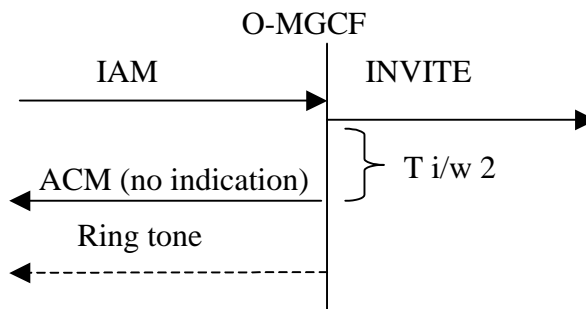 O-MGCF
IAM
INVITE
T i/w 2
ACM (no indication)
Ring tone